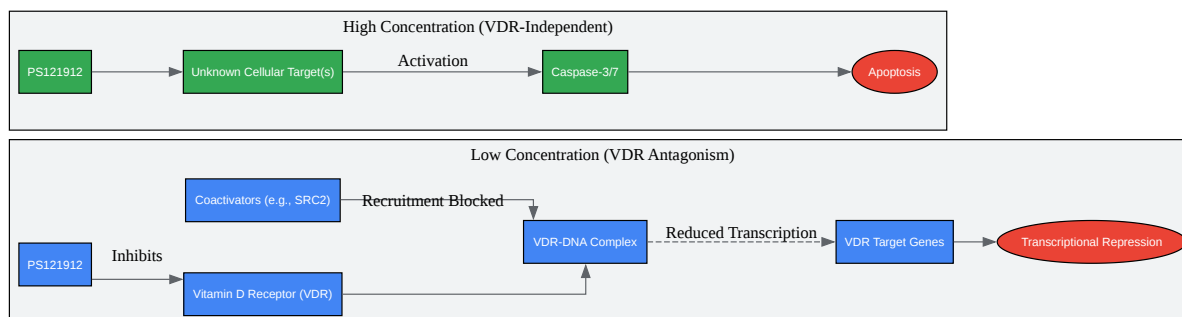 High Concentration (VDR-Independent)
PS121912
Unknown Cellular Target(s)
Activation
Caspase-3/7
Apoptosis
Low Concentration (VDR Antagonism)
Coactivators (e.g., SRC2)
Recruitment Blocked
PS121912
Inhibits
Vitamin D Receptor (VDR)
VDR-DNA Complex
Reduced Transcription
VDR Target Genes
Transcriptional Repression